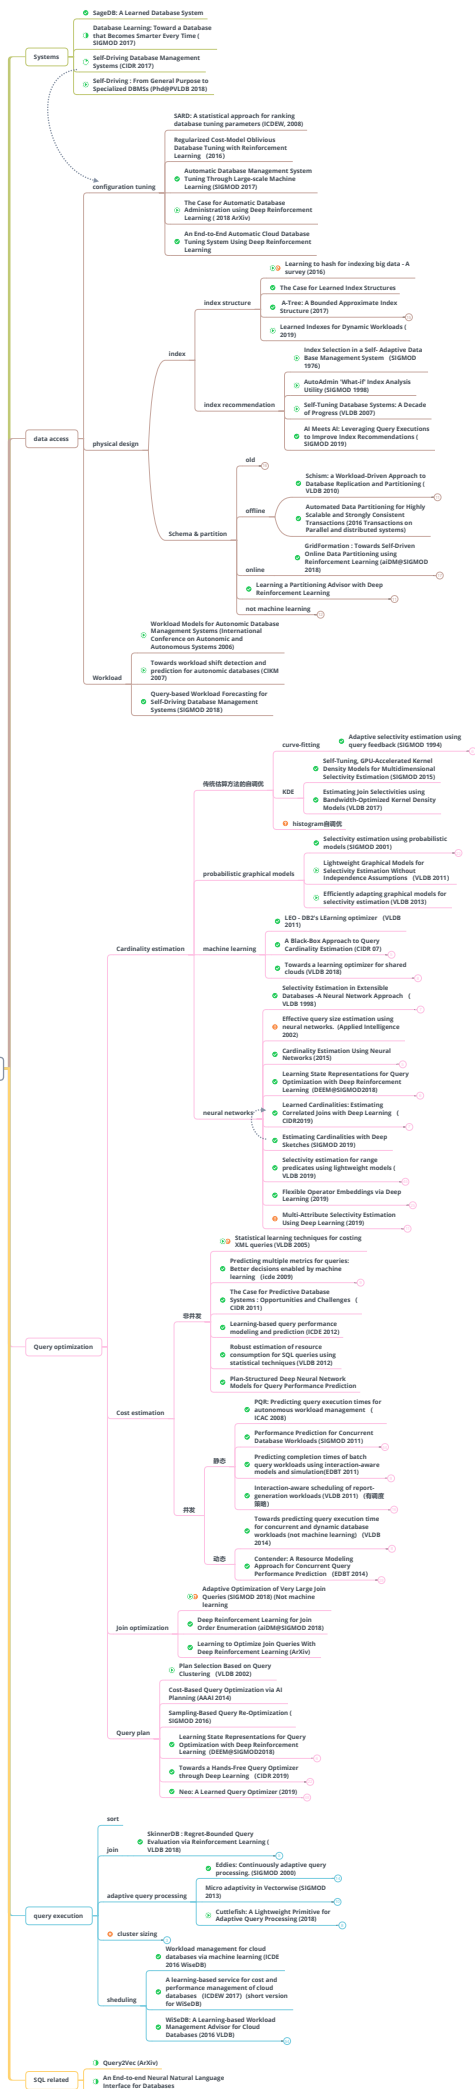 Systems
SageDB: A Learned Database System
Database Learning: Toward a Database
that Becomes Smarter Every Time (
SIGMOD 2017)
Self-Driving Database Management
Systems (CIDR 2017)
Self-Driving : From General Purpose to
Specialized DBMSs (Phd@PVLDB 2018)
data access
configuration tuning
SARD: A statistical approach for ranking
database tuning parameters (ICDEW, 2008)
Regularized Cost-Model Oblivious
Database Tuning with Reinforcement
Learning (2016)
Automatic Database Management System
Tuning Through Large-scale Machine
Learning (SIGMOD 2017)
The Case for Automatic Database
Administration using Deep Reinforcement
Learning ( 2018 ArXiv)
An End-to-End Automatic Cloud Database
Tuning System Using Deep Reinforcement
Learning
physical design
index
index structure
Learning to hash for indexing big data - A
survey (2016)
The Case for Learned Index Structures
A-Tree: A Bounded Approximate Index
Structure (2017)
Learned Indexes for Dynamic Workloads (
2019)
index recommendation
Index Selection in a Self- Adaptive Data
Base Management System (SIGMOD
1976)
AutoAdmin 'What-if' Index Analysis
Utility (SIGMOD 1998)
Self-Tuning Database Systems: A Decade
of Progress (VLDB 2007)
AI Meets AI: Leveraging Query Executions
to Improve Index Recommendations (
SIGMOD 2019)
Schema & partition
old
offline
Schism: a Workload-Driven Approach to
Database Replication and Partitioning (
VLDB 2010)
Automated Data Partitioning for Highly
Scalable and Strongly Consistent
Transactions (2016 Transactions on
Parallel and distributed systems)
online
GridFormation : Towards Self-Driven
Online Data Partitioning using
Reinforcement Learning (aiDM@SIGMOD
2018)
Learning a Partitioning Advisor with Deep
Reinforcement Learning
not machine learning
Workload
Workload Models for Autonomic Database
Management Systems (International
Conference on Autonomic and
Autonomous Systems 2006)
Towards workload shift detection and
prediction for autonomic databases (CIKM
2007)
Query-based Workload Forecasting for
Self-Driving Database Management
Systems (SIGMOD 2018)
Query optimization
Cardinality estimation
传统估算方法的自调优
curve-fitting
Adaptive selectivity estimation using
query feedback (SIGMOD 1994)
KDE
Self-Tuning, GPU-Accelerated Kernel
Density Models for Multidimensional
Selectivity Estimation (SIGMOD 2015)
Estimating Join Selectivities using
Bandwidth-Optimized Kernel Density
Models (VLDB 2017)
histogram自调优
probabilistic graphical models
Selectivity estimation using probabilistic
models (SIGMOD 2001)
Lightweight Graphical Models for
Selectivity Estimation Without
Independence Assumptions (VLDB 2011)
Efficiently adapting graphical models for
selectivity estimation (VLDB 2013)
machine learning
LEO - DB2's LEarning optimizer (VLDB
2011)
A Black-Box Approach to Query
Cardinality Estimation (CIDR 07)
Towards a learning optimizer for shared
clouds (VLDB 2018)
neural networks
Selectivity Estimation in Extensible
Databases -A Neural Network Approach (
VLDB 1998)
Effective query size estimation using
neural networks. (Applied Intelligence
2002)
Cardinality Estimation Using Neural
Networks (2015)
Learning State Representations for Query
Optimization with Deep Reinforcement
Learning (DEEM@SIGMOD2018)
Learned Cardinalities: Estimating
Correlated Joins with Deep Learning (
CIDR2019)
Estimating Cardinalities with Deep
Sketches (SIGMOD 2019)
Selectivity estimation for range
predicates using lightweight models (
VLDB 2019)
Flexible Operator Embeddings via Deep
Learning (2019)
Multi-Attribute Selectivity Estimation
Using Deep Learning (2019)
Cost estimation
非并发
Statistical learning techniques for costing
XML queries (VLDB 2005)
Predicting multiple metrics for queries:
Better decisions enabled by machine
learning (icde 2009)
The Case for Predictive Database
Systems : Opportunities and Challenges (
CIDR 2011)
Learning-based query performance
modeling and prediction (ICDE 2012)
Robust estimation of resource
consumption for SQL queries using
statistical techniques (VLDB 2012)
Plan-Structured Deep Neural Network
Models for Query Performance Prediction
并发
静态
PQR: Predicting query execution times for
autonomous workload management (
ICAC 2008)
Performance Prediction for Concurrent
Database Workloads (SIGMOD 2011)
Predicting completion times of batch
query workloads using interaction-aware
models and simulation(EDBT 2011)
Interaction-aware scheduling of report-
generation workloads (VLDB 2011) (有调度
策略)
动态
Towards predicting query execution time
for concurrent and dynamic database
workloads (not machine learning) (VLDB
2014)
Contender: A Resource Modeling
Approach for Concurrent Query
Performance Prediction (EDBT 2014)
Join optimization
Adaptive Optimization of Very Large Join
Queries (SIGMOD 2018) (Not machine
learning
Deep Reinforcement Learning for Join
Order Enumeration (aiDM@SIGMOD 2018)
Learning to Optimize Join Queries With
Deep Reinforcement Learning (ArXiv)
Query plan
Plan Selection Based on Query
Clustering (VLDB 2002)
Cost-Based Query Optimization via AI
Planning (AAAI 2014)
Sampling-Based Query Re-Optimization (
SIGMOD 2016)
Learning State Representations for Query
Optimization with Deep Reinforcement
Learning (DEEM@SIGMOD2018)
Towards a Hands-Free Query Optimizer
through Deep Learning (CIDR 2019)
Neo: A Learned Query Optimizer (2019)
query execution
sort
join
SkinnerDB : Regret-Bounded Query
Evaluation via Reinforcement Learning (
VLDB 2018)
adaptive query processing
Eddies: Continuously adaptive query
processing. (SIGMOD 2000)
Micro adaptivity in Vectorwise (SIGMOD
2013)
Cuttlefish: A Lightweight Primitive for
Adaptive Query Processing (2018)
cluster sizing
sheduling
Workload management for cloud
databases via machine learning (ICDE
2016 WiseDB)
A learning-based service for cost and
performance management of cloud
databases (ICDEW 2017) (short version
for WiSeDB)
WiSeDB: A Learning-based Workload
Management Advisor for Cloud
Databases (2016 VLDB)
SQL related
Query2Vec (ArXiv)
An End-to-end Neural Natural Language
Interface for Databases